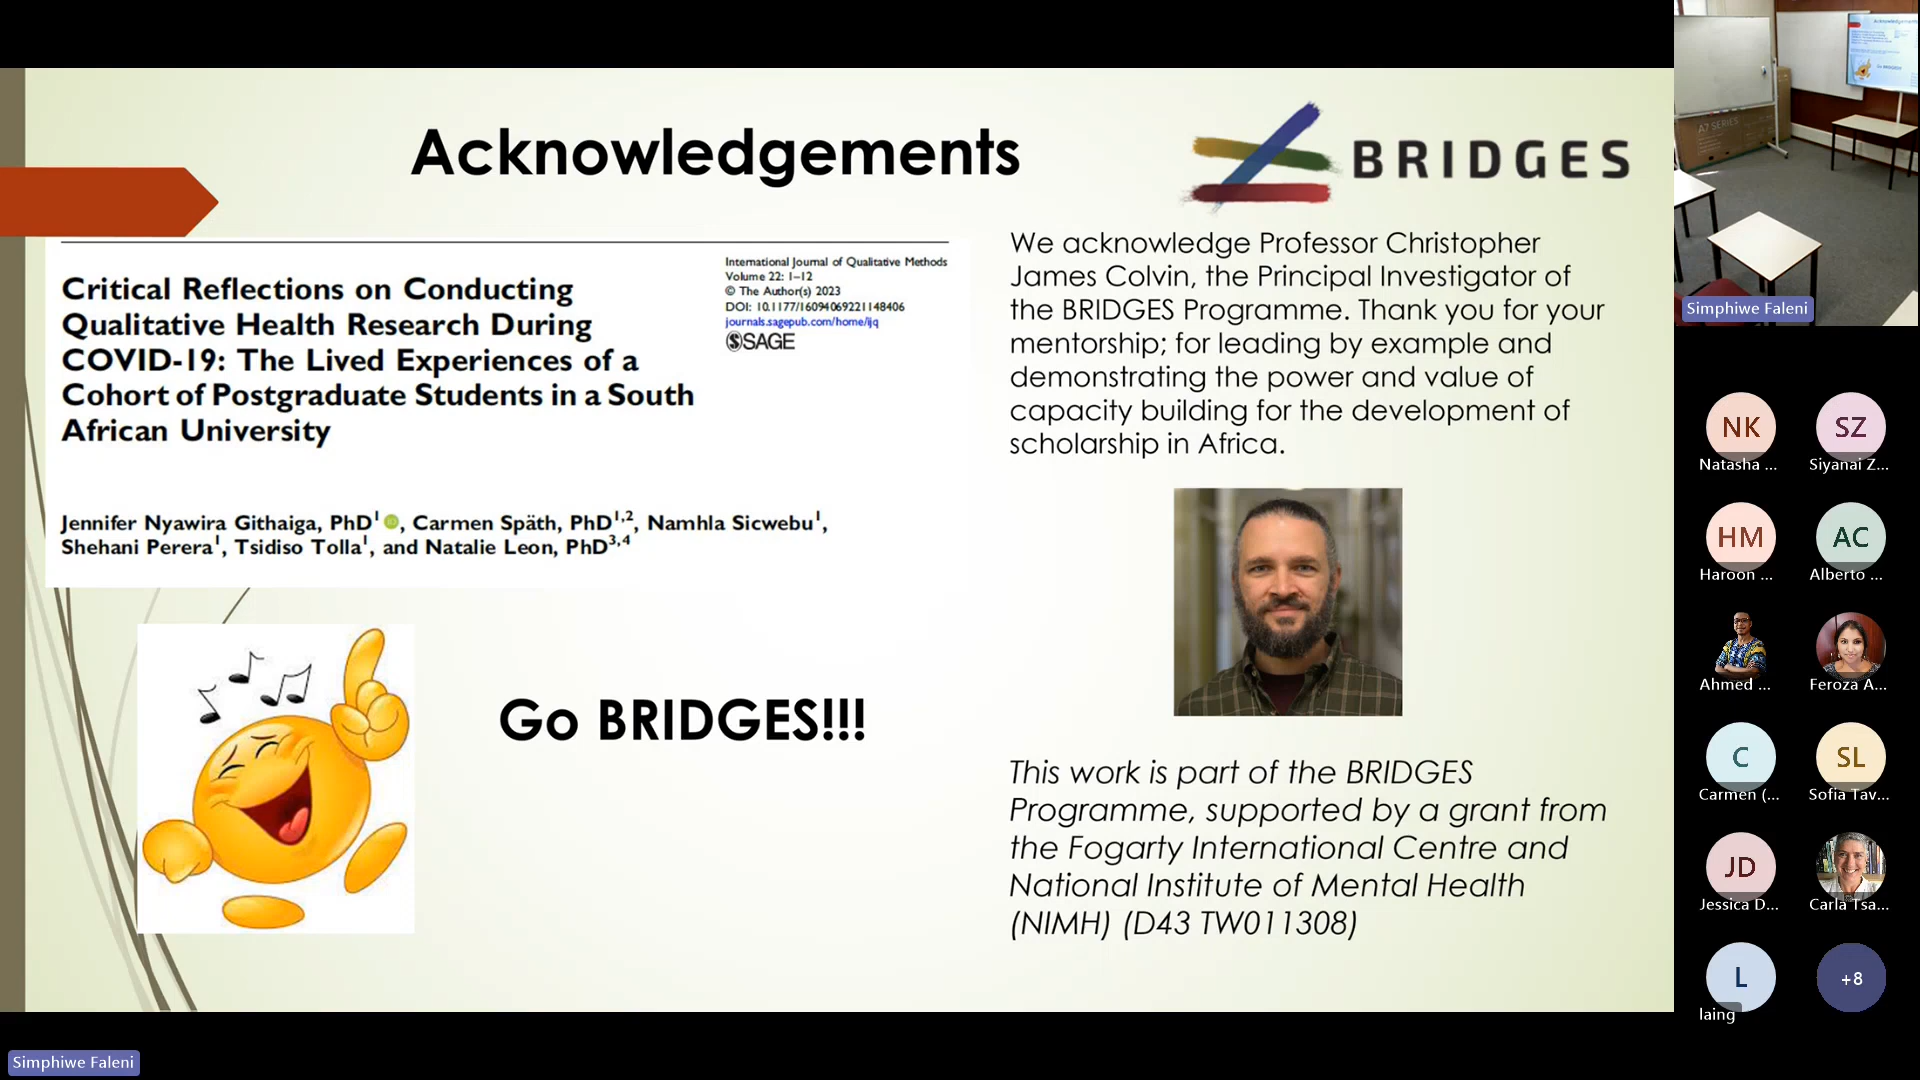 Acknowledgements
BRIDGES
Critical Reflections on Conducting
Qualitative Health Research During
COVID-19: The Lived Experiences of a
Cohort of Postgraduate Students in a South
African University
International Journal of Qualitative Methods
Volume 22: 1–12
© The Author(s) 2023
DOI: 10.1177/16094069221148406
journals.sagepub.com/home/ijq
SAGE
Jennifer Nyawira Githaiga, PhD1, Carmen Späth, PhD1,2, Namhla Sicwebu1,
Shehani Perera1, Tsidiso Tolla1, and Natalie Leon, PhD3,4
Go BRIDGES!!!
We acknowledge Professor Christopher
James Colvin, the Principal Investigator of
the BRIDGES Programme. Thank you for your
mentorship; for leading by example and
demonstrating the power and value of
capacity building for the development of
scholarship in Africa.
This work is part of the BRIDGES
Programme, supported by a grant from
the Fogarty International Centre and
National Institute of Mental Health
(NIMH) (D43 TW011308)
Acknowledgements
Go BRIDGES!!!
A7 SERIES
Simphiwe Faleni
NK
Natasha ...
SZ
Siyanai Z...
HM
Haroon ...
AC
Alberto ...
Ahmed ...
Feroza A...
C
Carmen (...
SL
Sofia Tav...
JD
Jessica D...
Carla Tsa...
L
laing
+8
Simphiwe Faleni